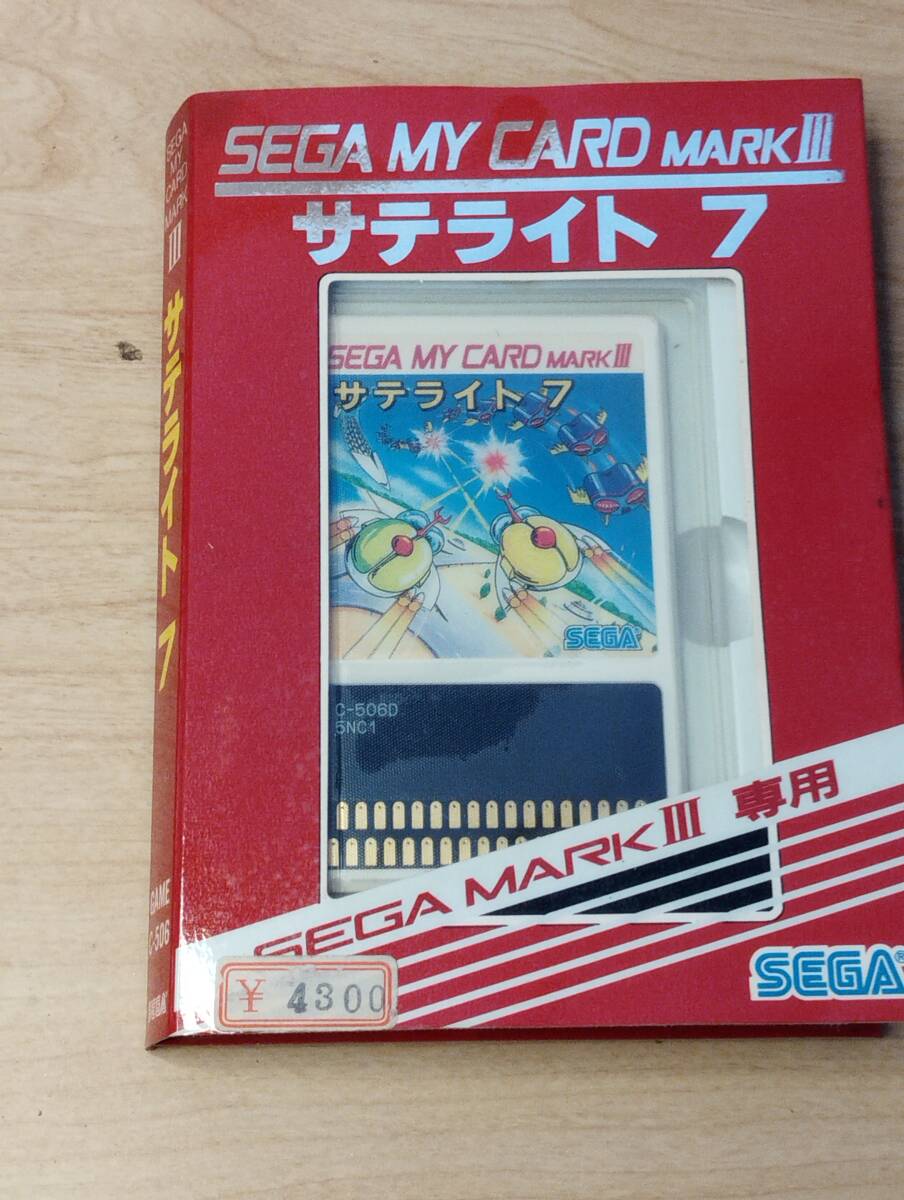 SEGA MY CARD MARK III
サテライト 7
SEGA MY CARD MARK III
サテライト 7
SEGA
C-506D
5NC1
SEGA MARK III 専用
SEGA®
¥ 4300
SEGA MY CARD MARK III
サテライト 7
GAME
C-506
SEGA